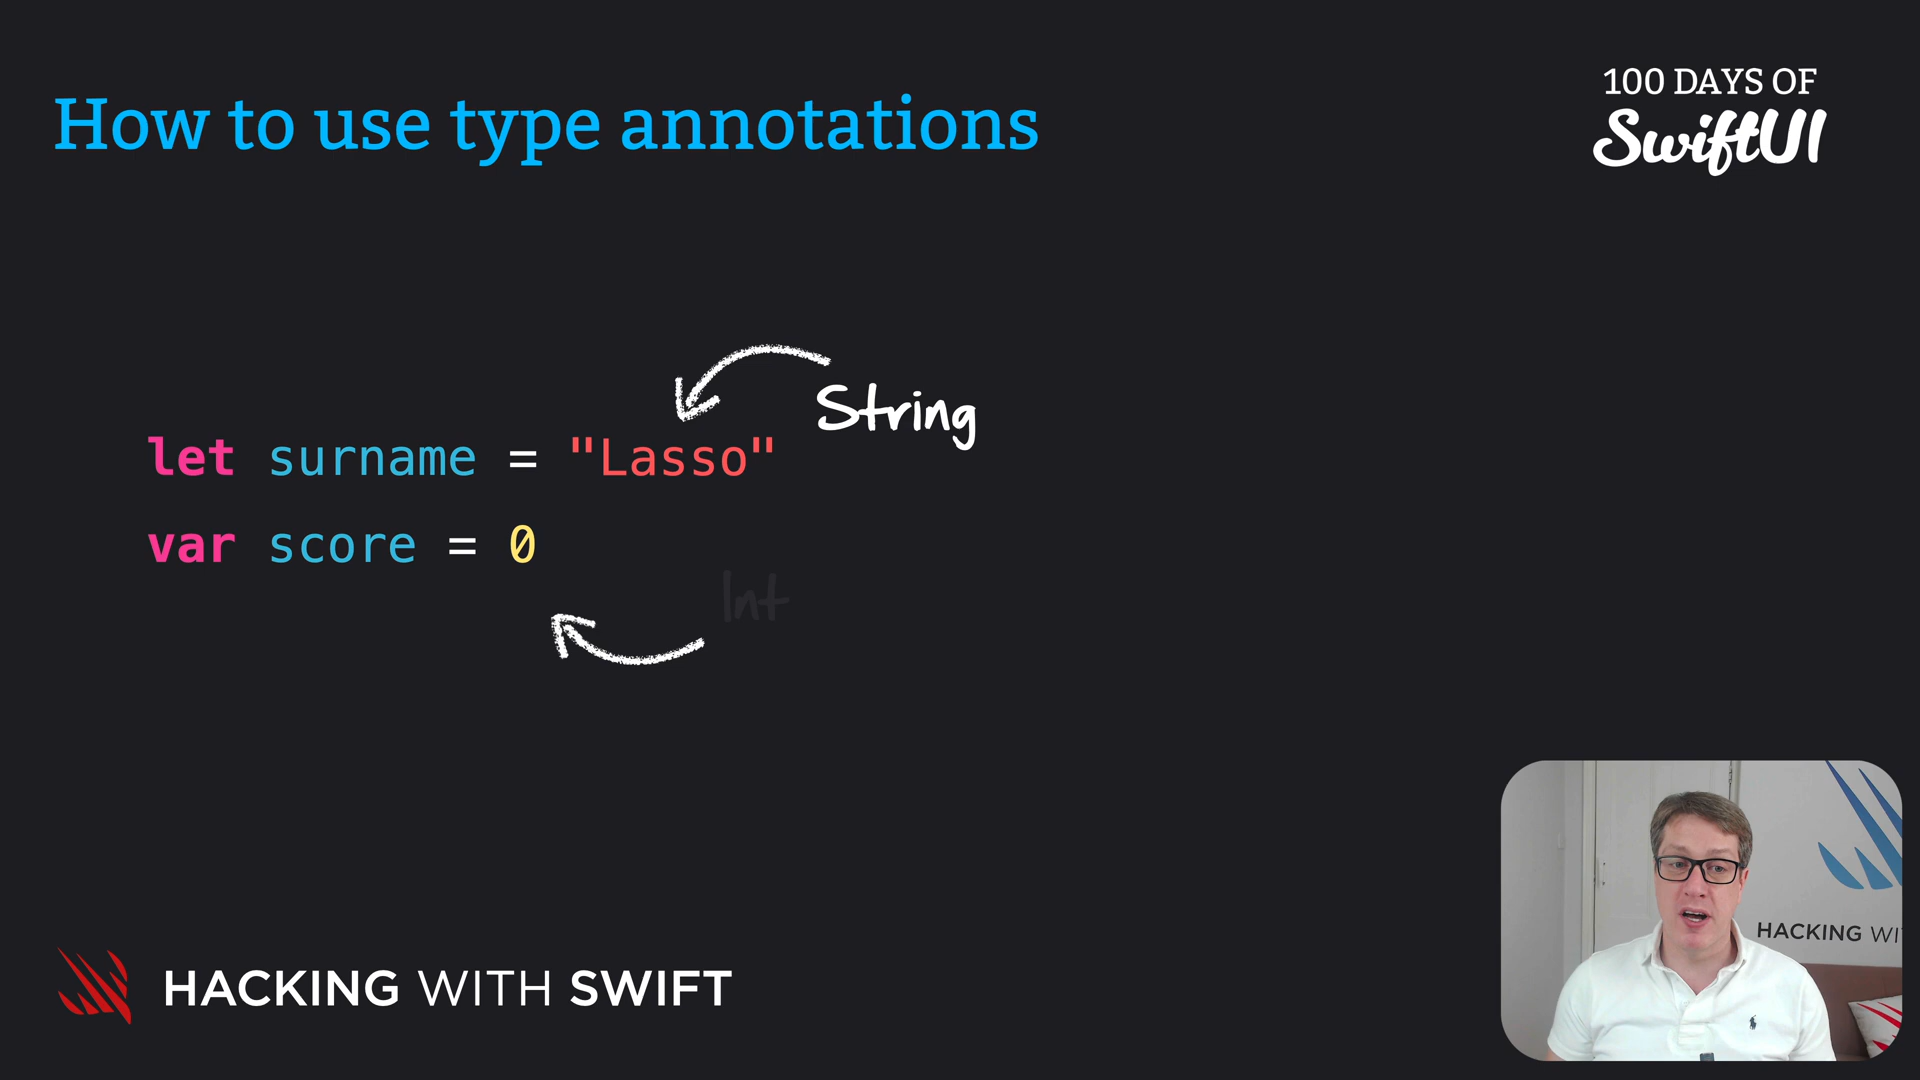 How to use type annotations
100 DAYS OF
SwiftUI
String
let surname = "Lasso"
var score = 0
Int
HACKING WITH SWIFT
HACKING WI